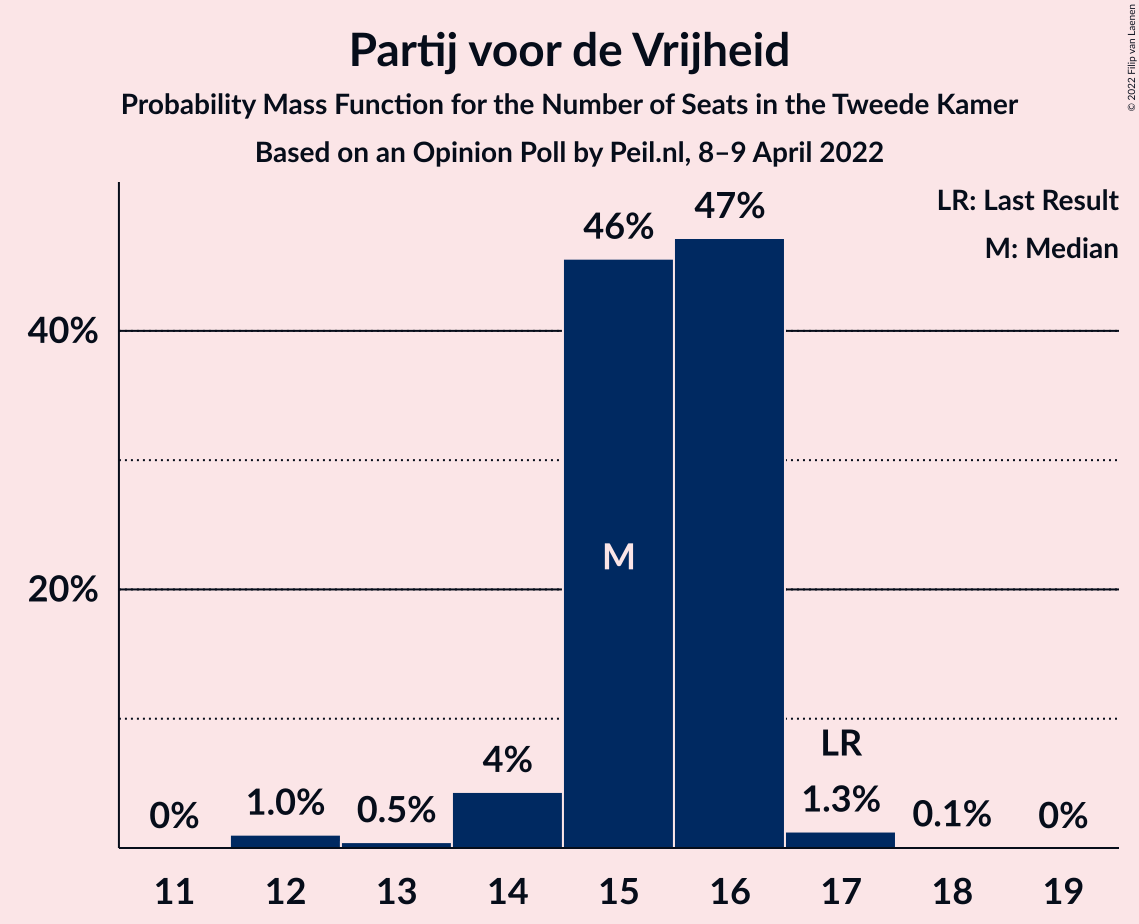 Partij voor de Vrijheid
Probability Mass Function for the Number of Seats in the Tweede Kamer
Based on an Opinion Poll by Peil.nl, 8–9 April 2022
© 2022 Filip van Laenen
LR: Last Result
M: Median
40%
20%
0%
1.0%
0.5%
4%
46%
47%
1.3%
0.1%
0%
M
LR
11 12 13 14 15 16 17 18 19